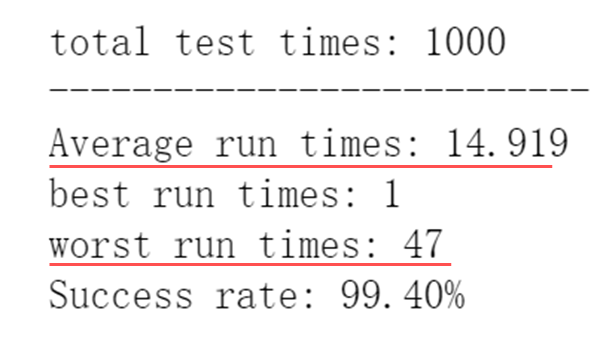 total test times: 1000
--------------------------
Average run times: 14.919
best run times: 1
worst run times: 47
Success rate: 99.40%